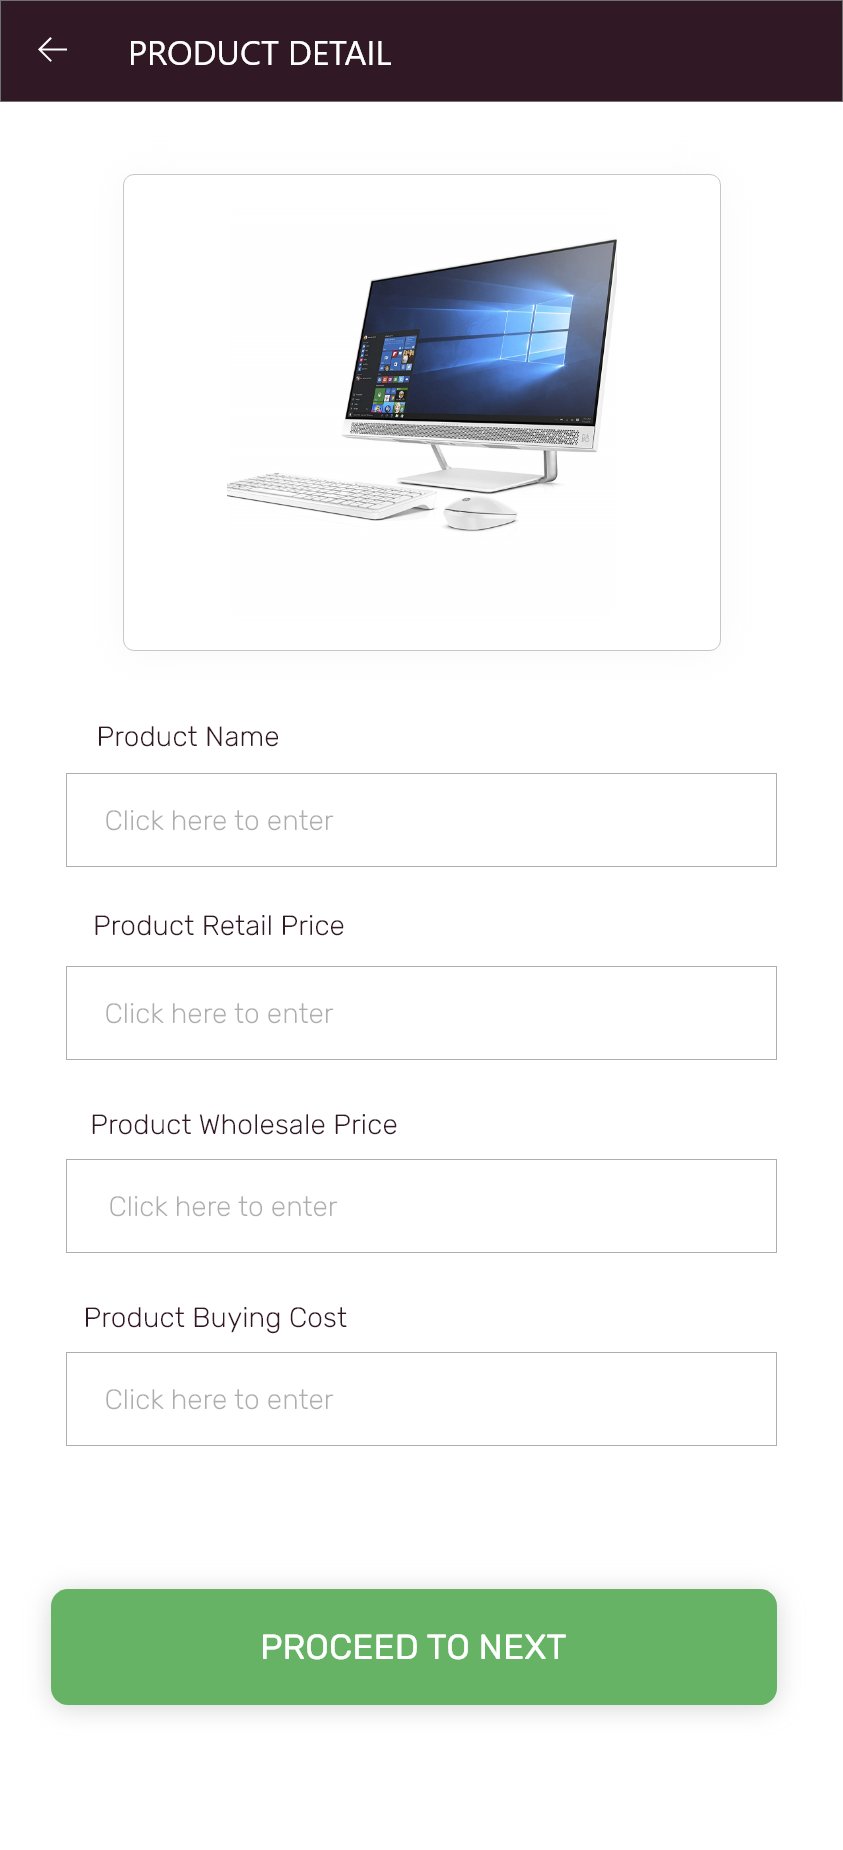 PRODUCT DETAIL
Product Name
Click here to enter
Product Retail Price
Click here to enter
Product Wholesale Price
Click here to enter
Product Buying Cost
Click here to enter
PROCEED TO NEXT